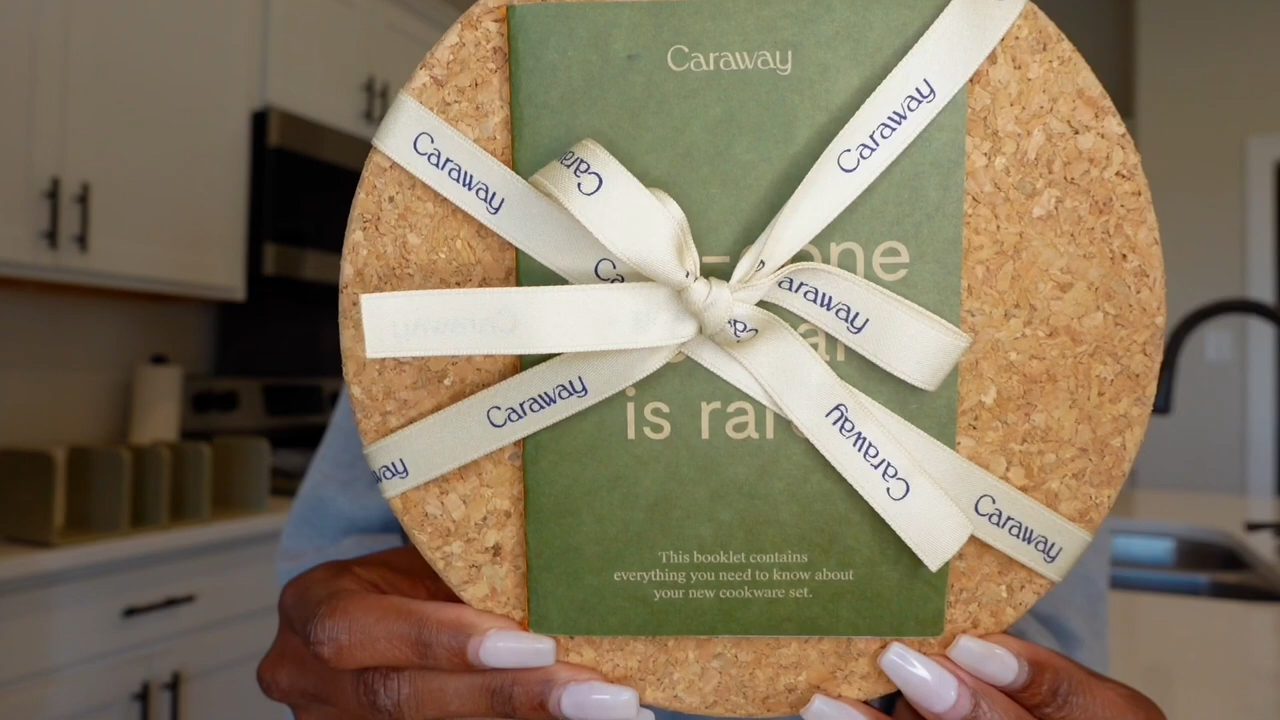 Caraway
Caraway
Caraway
one
is
This booklet contains
everything you need to know about
your new cookware set.
Caraway
Caraway
Caraway
Caraway